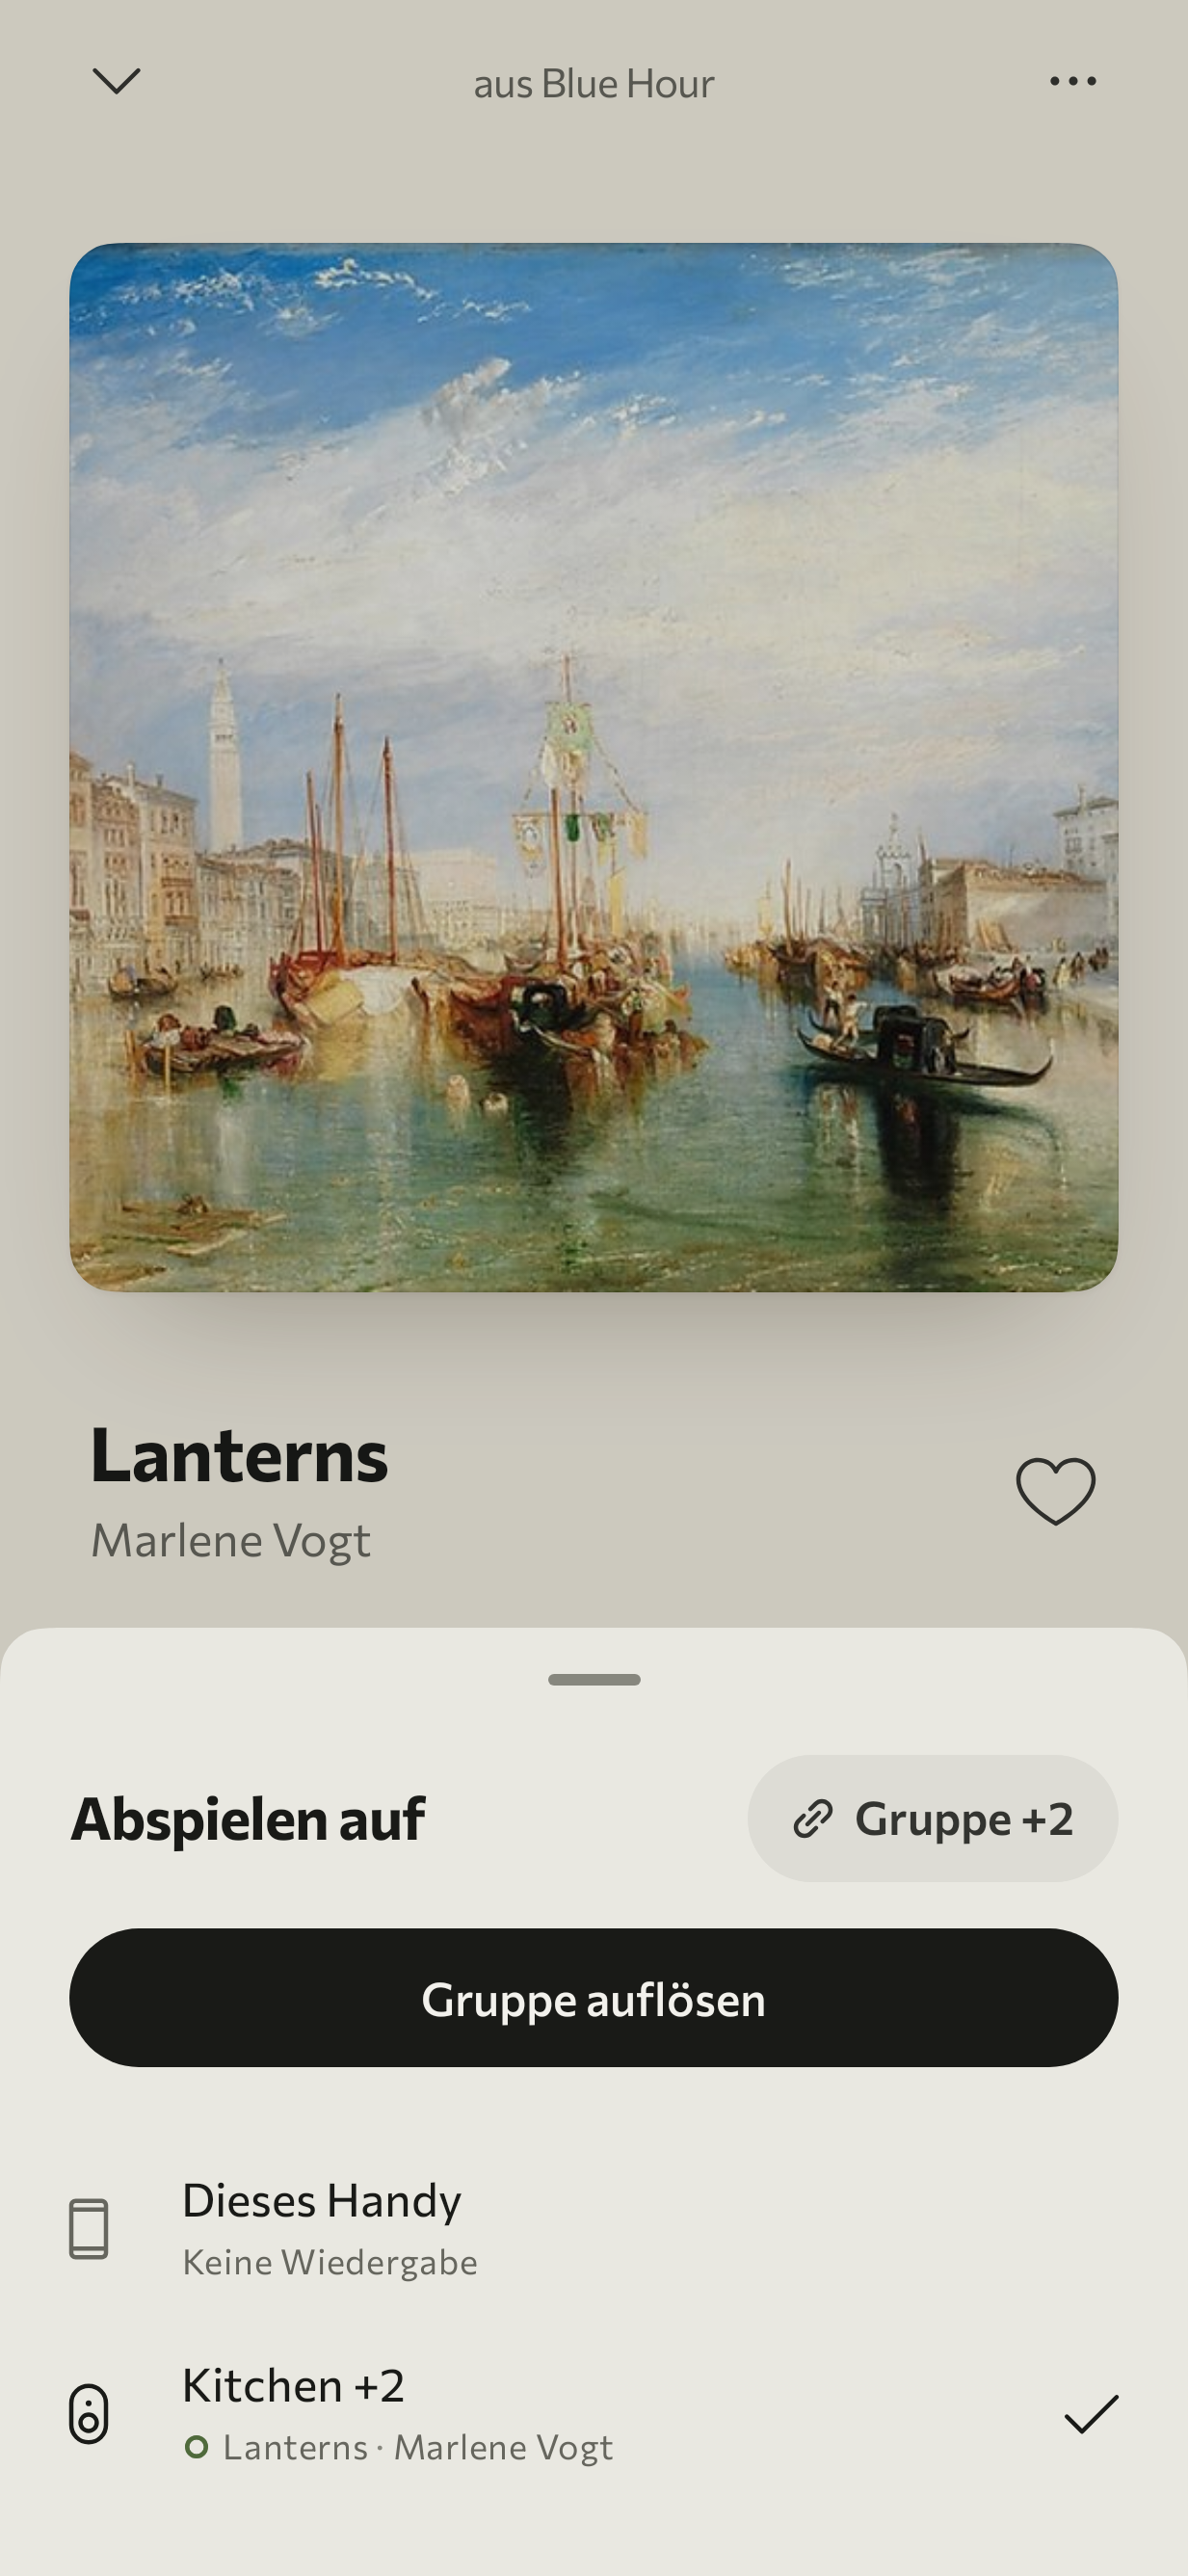 aus Blue Hour
Lanterns
Marlene Vogt
Abspielen auf
Gruppe +2
Gruppe auflösen
Dieses Handy
Keine Wiedergabe
Kitchen +2
Lanterns · Marlene Vogt